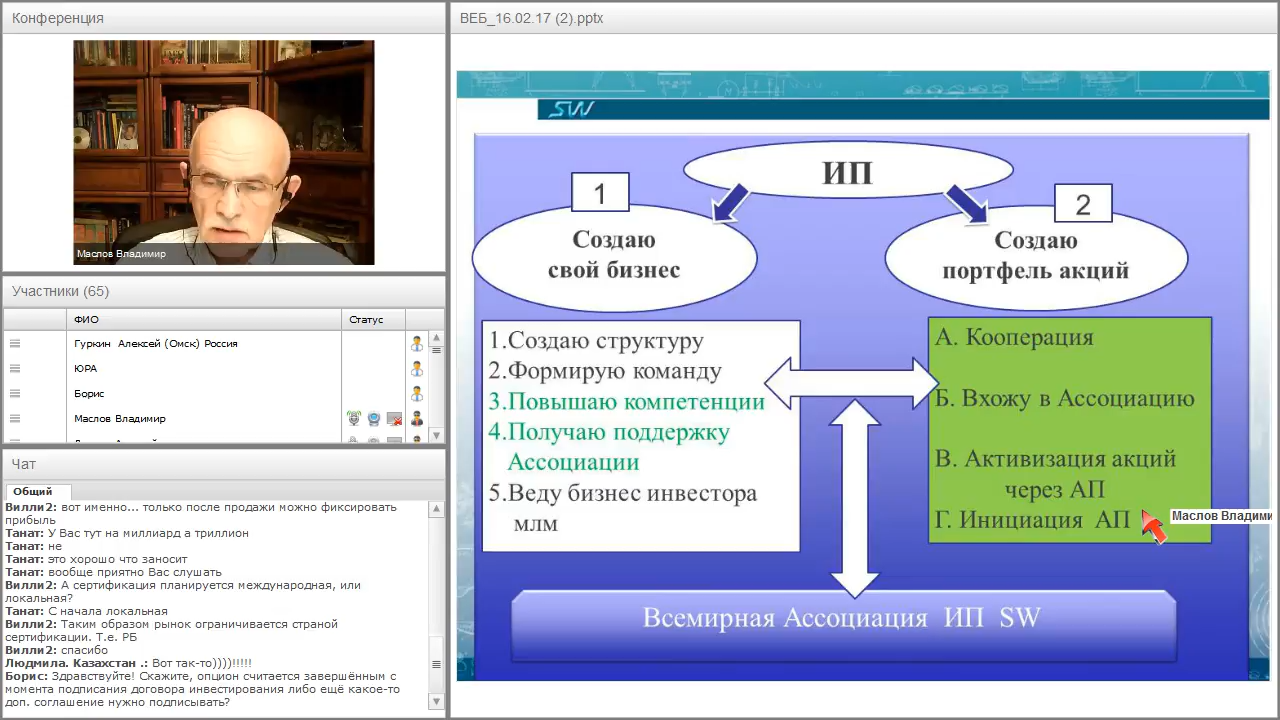 Конференция
Маслов Владимир
Участники (65)
ФИО Статус
Гуркин Алексей (Омск) Россия
ЮРА
Борис
Маслов Владимир
Чат
Общий
Вилли2: вот именно... только после продажи можно фиксировать
прибыль
Танат: У Вас тут на миллиард а триллион
Танат: не
Танат: это хорошо что заносит
Танат: вообще приятно Вас слушать
Вилли2: А сертификация планируется международная, или
локальная?
Танат: С начала локальная
Вилли2: Таким образом рынок ограничивается страной
сертификации. Т.е. РБ
Вилли2: спасибо
Людмила. Казахстан .: Вот так-то))))!!!!!
Борис: Здравствуйте! Скажите, опцион считается завершённым с
момента подписания договора инвестирования либо ещё какое-то
доп. соглашение нужно подписывать?
ВЕБ_16.02.17 (2).pptx
SW
ИП
1
Создаю
свой бизнес
2
Создаю
портфель акций
1.Создаю структуру
2.Формирую команду
3.Повышаю компетенции
4.Получаю поддержку
Ассоциации
5.Веду бизнес инвестора
млм
А. Кооперация
Б. Вхожу в Ассоциацию
В. Активизация акций
через АП
Г. Инициация АП
Маслов Владими
Всемирная Ассоциация ИП SW